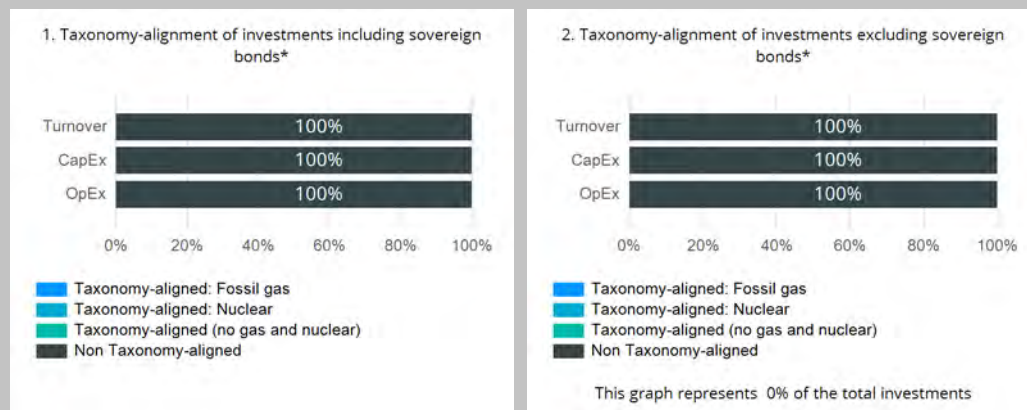 1. Taxonomy-alignment of investments including sovereign
bonds*
Turnover 100%
CapEx 100%
OpEx 100%
0% 20% 40% 60% 80% 100%
Taxonomy-aligned: Fossil gas
Taxonomy-aligned: Nuclear
Taxonomy-aligned (no gas and nuclear)
Non Taxonomy-aligned
2. Taxonomy-alignment of investments excluding sovereign
bonds*
Turnover 100%
CapEx 100%
OpEx 100%
0% 20% 40% 60% 80% 100%
Taxonomy-aligned: Fossil gas
Taxonomy-aligned: Nuclear
Taxonomy-aligned (no gas and nuclear)
Non Taxonomy-aligned
This graph represents 0% of the total investments